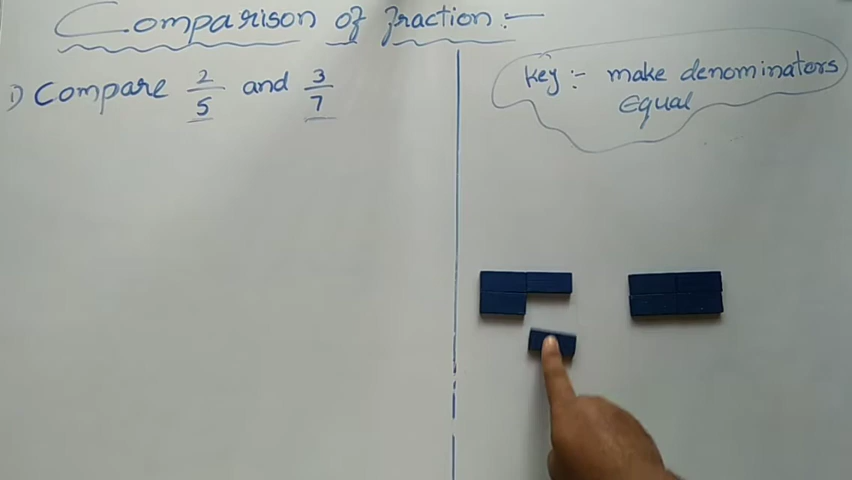 Comparison of fraction :-
1) Compare 2/5 and 3/7
key :- make denominators
Equal